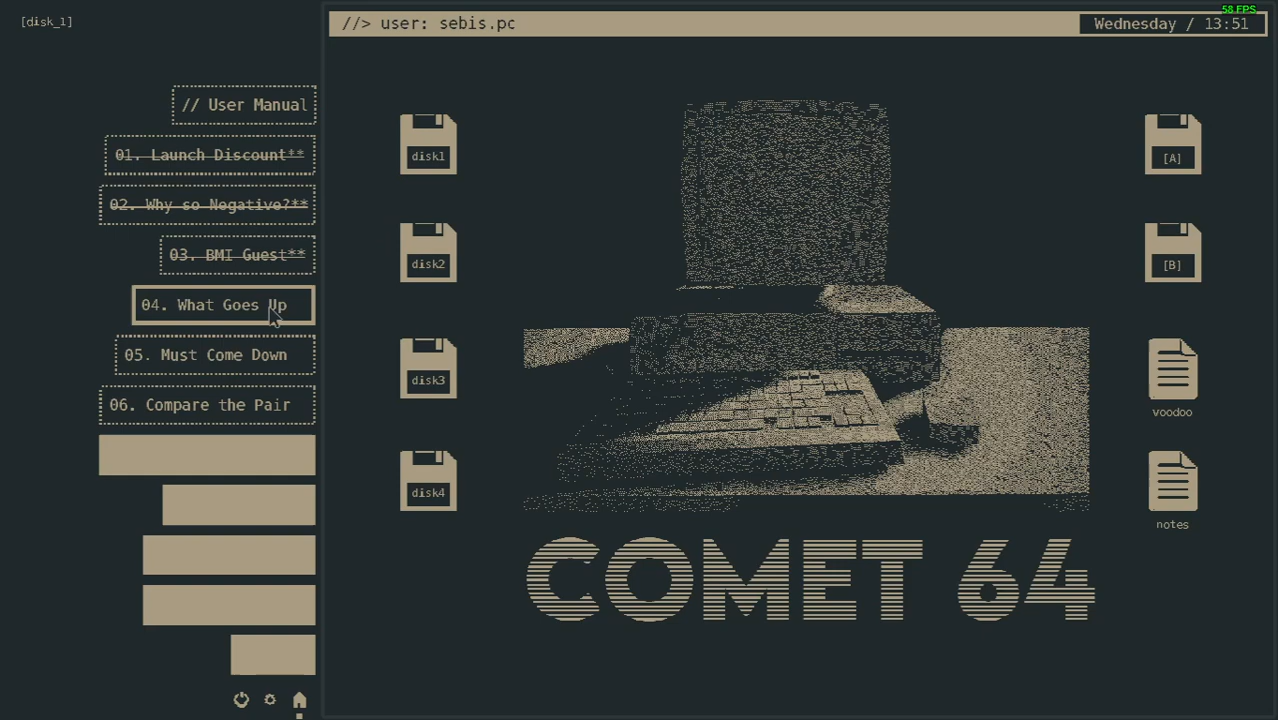 [disk_1]
58 FPS
//> user: sebis.pc
Wednesday / 13:51
// User Manual
01. Launch Discount**
02. Why so Negative?**
03. BMI Guest**
04. What Goes Up
05. Must Come Down
06. Compare the Pair
disk1
disk2
disk3
disk4
[A]
[B]
voodoo
notes
COMET 64